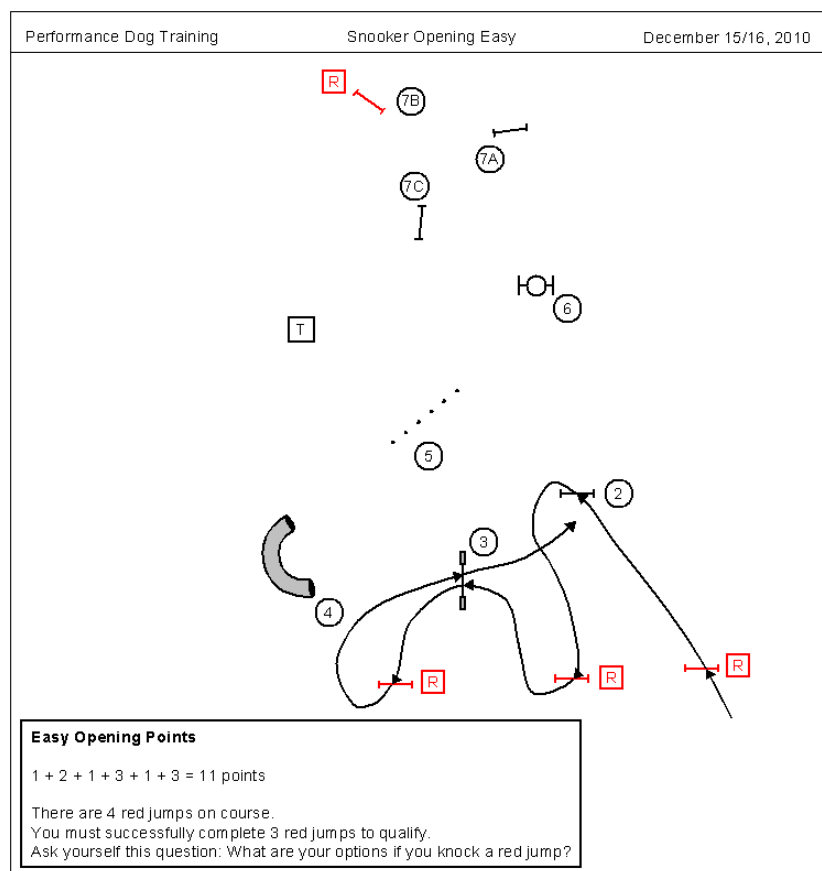 Performance Dog Training Snooker Opening Easy December 15/16, 2010
R
7B
7A
7C
6
T
5
2
3
4
R
R
R
Easy Opening Points
1 + 2 + 1 + 3 + 1 + 3 = 11 points
There are 4 red jumps on course.
You must successfully complete 3 red jumps to qualify.
Ask yourself this question: What are your options if you knock a red jump?